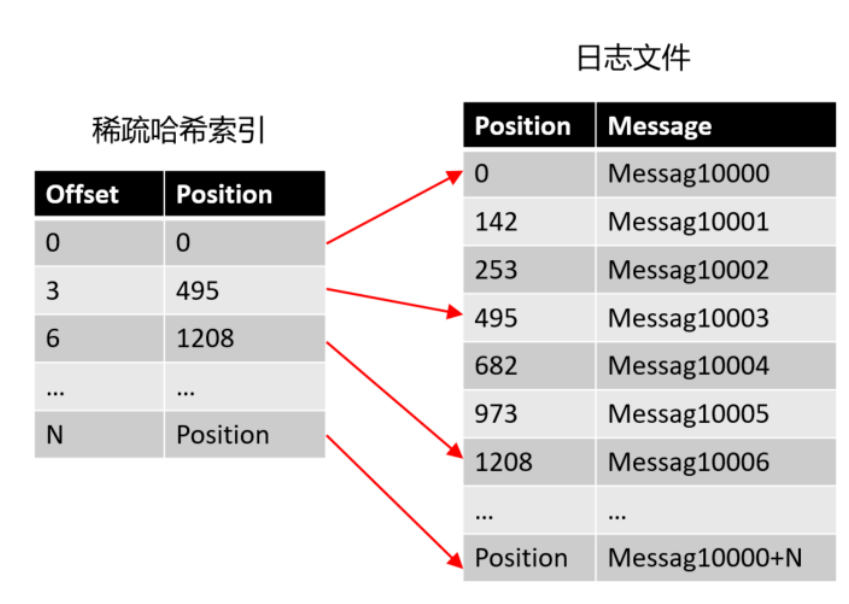 稀疏哈希索引
Offset Position
0 0
3 495
6 1208
... ...
N Position
日志文件
Position Message
0 Messag10000
142 Messag10001
253 Messag10002
495 Messag10003
682 Messag10004
973 Messag10005
1208 Messag10006
... ...
Position Messag10000+N